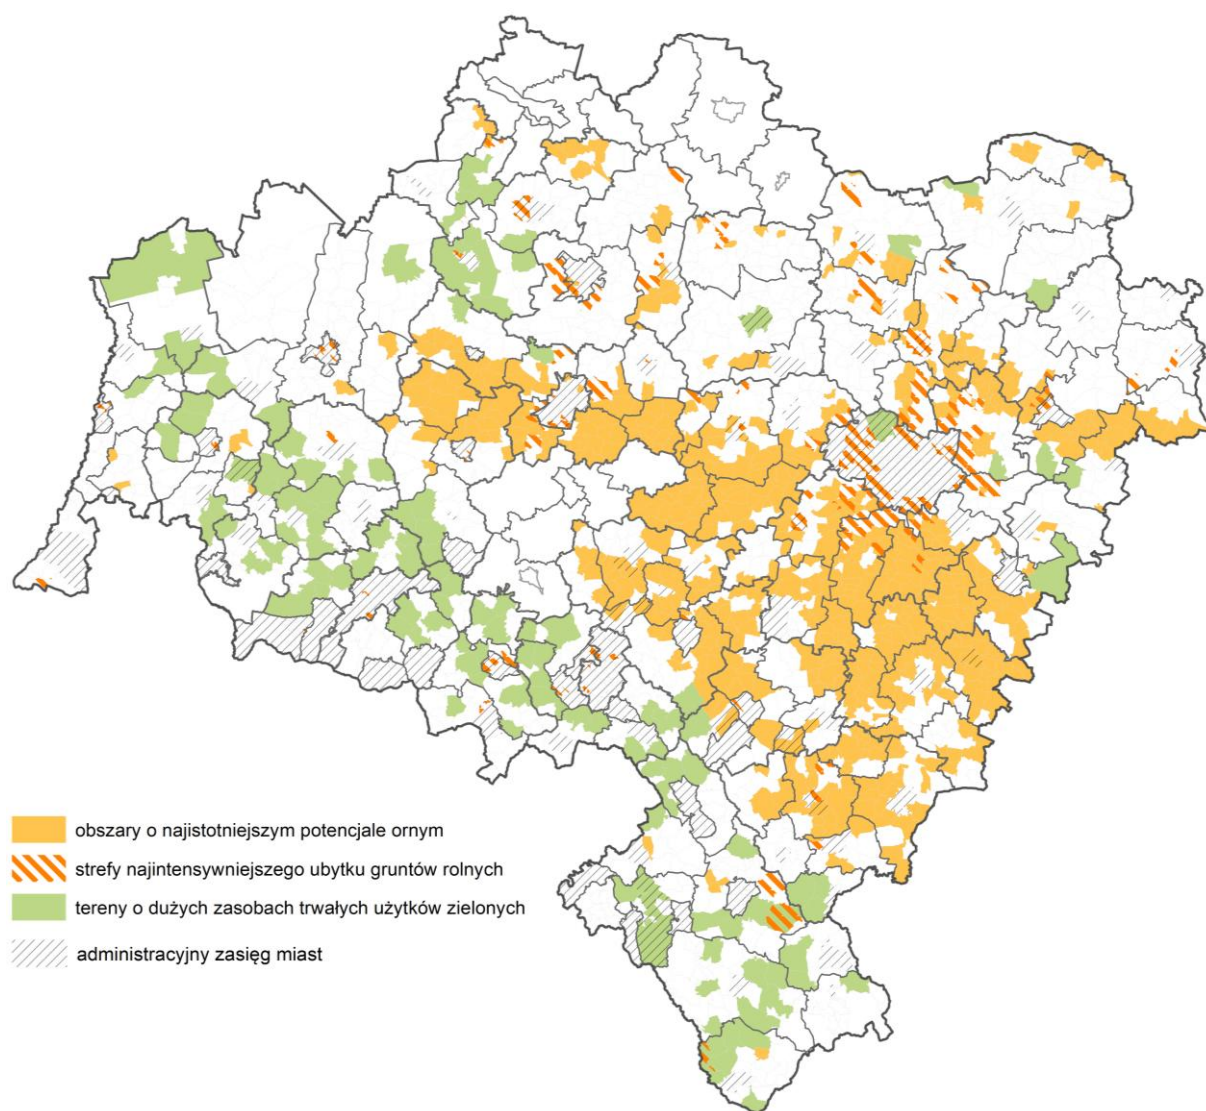 obszary o najistotniejszym potencjale ornym
strefy najintensywniejszego ubytku gruntów rolnych
tereny o dużych zasobach trwałych użytków zielonych
administracyjny zasięg miast